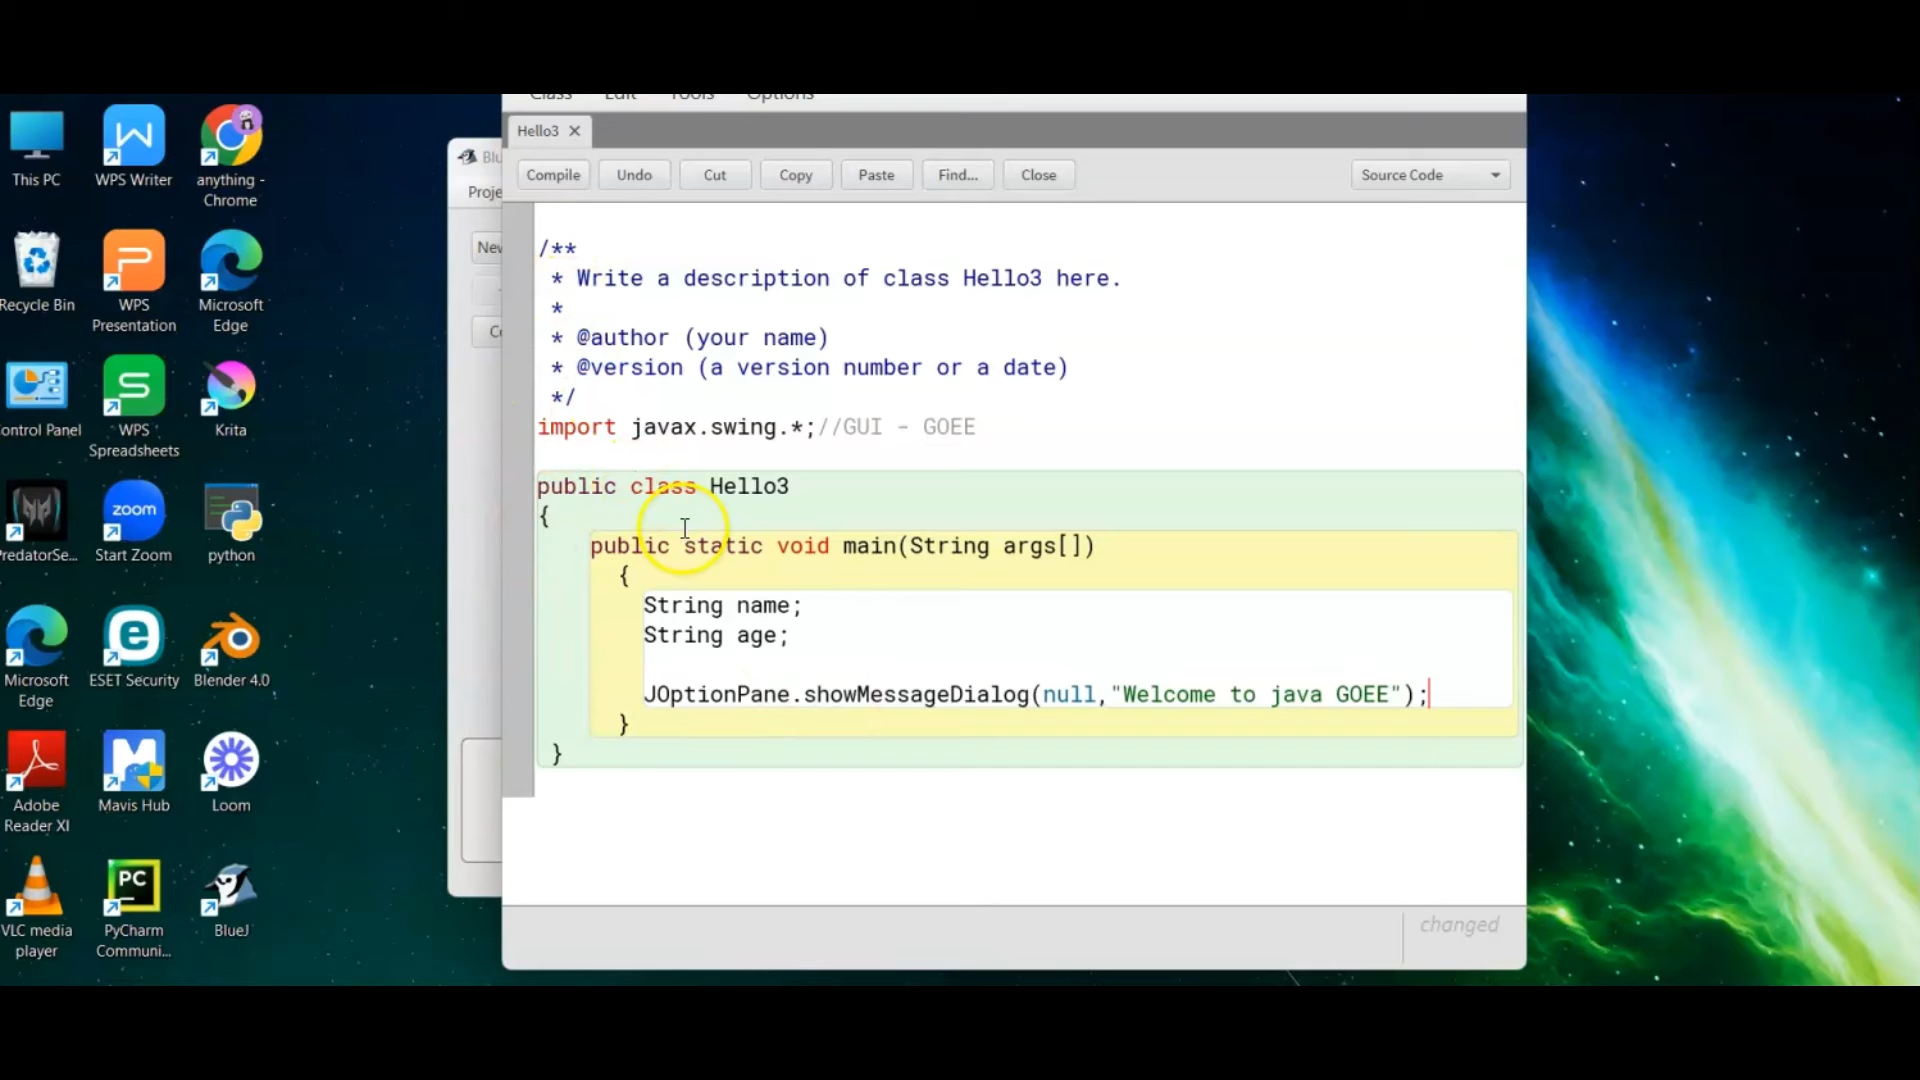 This PC
WPS Writer
anything -
Chrome
Recycle Bin
WPS
Presentation
Microsoft
Edge
ontrol Panel
WPS
Spreadsheets
Krita
PredatorSe...
zoom
Start Zoom
python
Microsoft
Edge
ESET Security
Blender 4.0
Adobe
Reader XI
Mavis Hub
Loom
VLC media
player
PC
PyCharm
Communi...
BlueJ
Blu
Proje
New
Co
Class Edit Tools Options
Hello3
Compile Undo Cut Copy Paste Find... Close Source Code
/**
* Write a description of class Hello3 here.
*
* @author (your name)
* @version (a version number or a date)
*/
import javax.swing.*;//GUI - GOEE
public class Hello3
{
public static void main(String args[])
{
String name;
String age;
JOptionPane.showMessageDialog(null,"Welcome to java GOEE");
}
}
changed